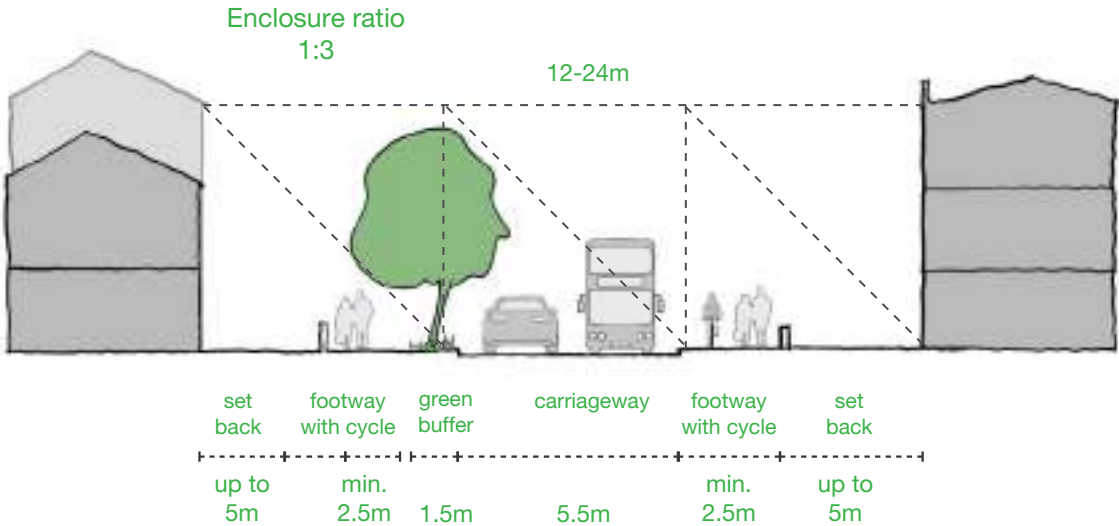 Enclosure ratio
1:3
12-24m
set
back
footway
with cycle
green
buffer
carriageway
footway
with cycle
set
back
up to
5m
min.
2.5m
1.5m
5.5m
min.
2.5m
up to
5m